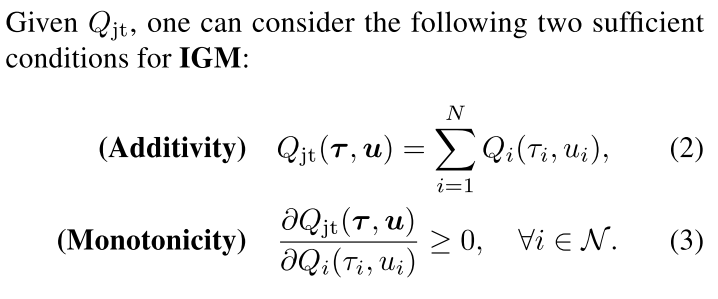 Given Q_jt, one can consider the following two sufficient
conditions for IGM:
(Additivity) Q_jt(τ, u) = ∑_{i=1}^{N} Q_i(τ_i, u_i), (2)
(Monotonicity) ∂Q_jt(τ, u) / ∂Q_i(τ_i, u_i) ≥ 0, ∀i ∈ 𝒩. (3)